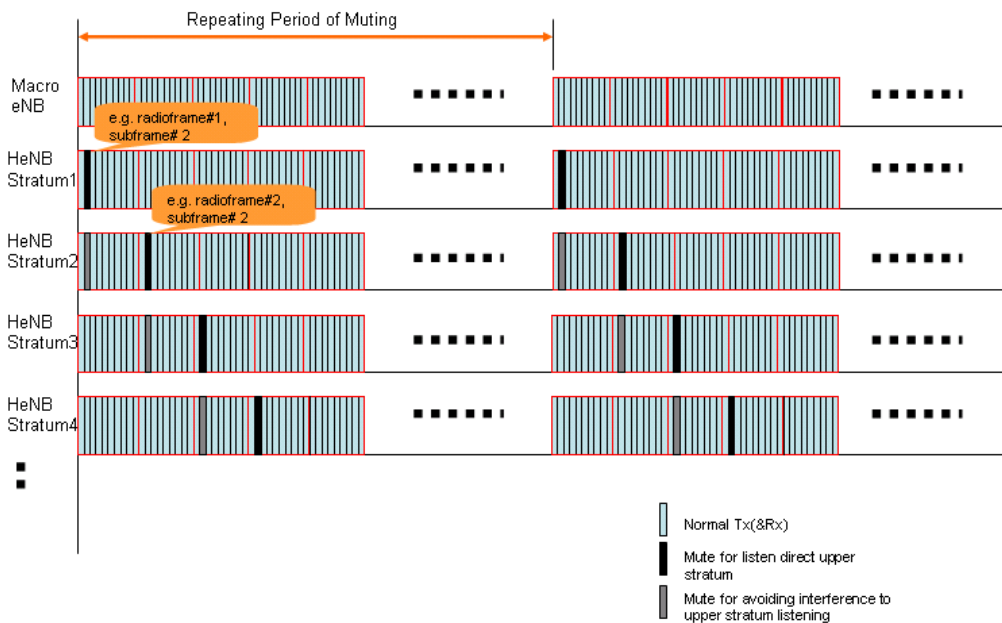 Repeating Period of Muting
Macro
eNB
e.g. radioframe#1,
subframe# 2
HeNB
Stratum1
e.g. radioframe#2,
subframe# 2
HeNB
Stratum2
HeNB
Stratum3
HeNB
Stratum4
Normal Tx(&Rx)
Mute for listen direct upper
stratum
Mute for avoiding interference to
upper stratum listening